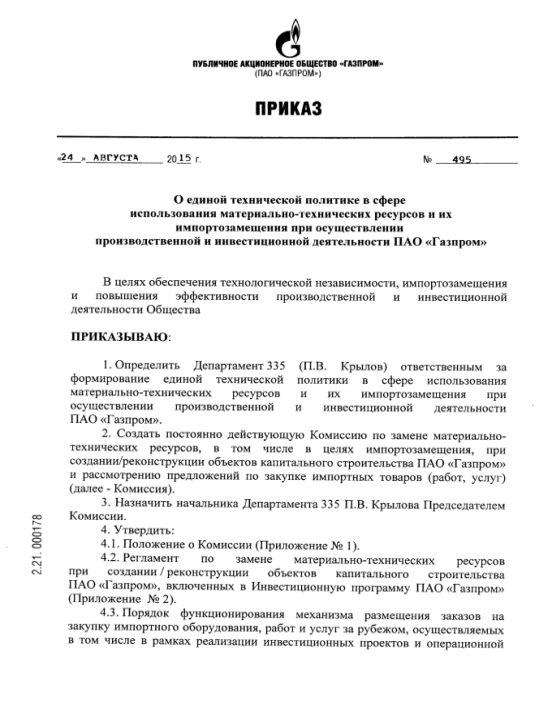 ПУБЛИЧНОЕ АКЦИОНЕРНОЕ ОБЩЕСТВО «ГАЗПРОМ»
(ПАО «ГАЗПРОМ»)
ПРИКАЗ
«24 » АВГУСТА 2015 г. № 495
О единой технической политике в сфере
использования материально-технических ресурсов и их
импортозамещения при осуществлении
производственной и инвестиционной деятельности ПАО «Газпром»
В целях обеспечения технологической независимости, импортозамещения
и повышения эффективности производственной и инвестиционной
деятельности Общества
ПРИКАЗЫВАЮ:
1. Определить Департамент 335 (П.В. Крылов) ответственным за
формирование единой технической политики в сфере использования
материально-технических ресурсов и их импортозамещения при
осуществлении производственной и инвестиционной деятельности
ПАО «Газпром».
2. Создать постоянно действующую Комиссию по замене материально-
технических ресурсов, в том числе в целях импортозамещения, при
создании/реконструкции объектов капитального строительства ПАО «Газпром»
и рассмотрению предложений по закупке импортных товаров (работ, услуг)
(далее - Комиссия).
3. Назначить начальника Департамента 335 П.В. Крылова Председателем
Комиссии.
4. Утвердить:
4.1. Положение о Комиссии (Приложение № 1).
4.2. Регламент по замене материально-технических ресурсов
при создании / реконструкции объектов капитального строительства
ПАО «Газпром», включенных в Инвестиционную программу ПАО «Газпром»
(Приложение № 2).
4.3. Порядок функционирования механизма размещения заказов на
закупку импортного оборудования, работ и услуг за рубежом, осуществляемых
в том числе в рамках реализации инвестиционных проектов и операционной
2.21. 000178